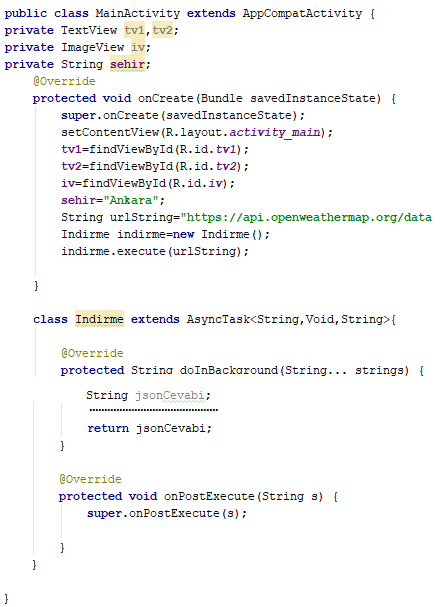 public class MainActivity extends AppCompatActivity {
private TextView tv1,tv2;
private ImageView iv;
private String sehir;
@Override
protected void onCreate(Bundle savedInstanceState) {
super.onCreate(savedInstanceState);
setContentView(R.layout.activity_main);
tv1=findViewById(R.id.tv1);
tv2=findViewById(R.id.tv2);
iv=findViewById(R.id.iv);
sehir="Ankara";
String urlString="https://api.openweathermap.org/data
Indirme indirme=new Indirme();
indirme.execute(urlString);
}
class Indirme extends AsyncTask<String,Void,String>{
@Override
protected String doInBackground(String... strings) {
String jsonCevabi;
............................................
return jsonCevabi;
}
@Override
protected void onPostExecute(String s) {
super.onPostExecute(s);
}
}
}